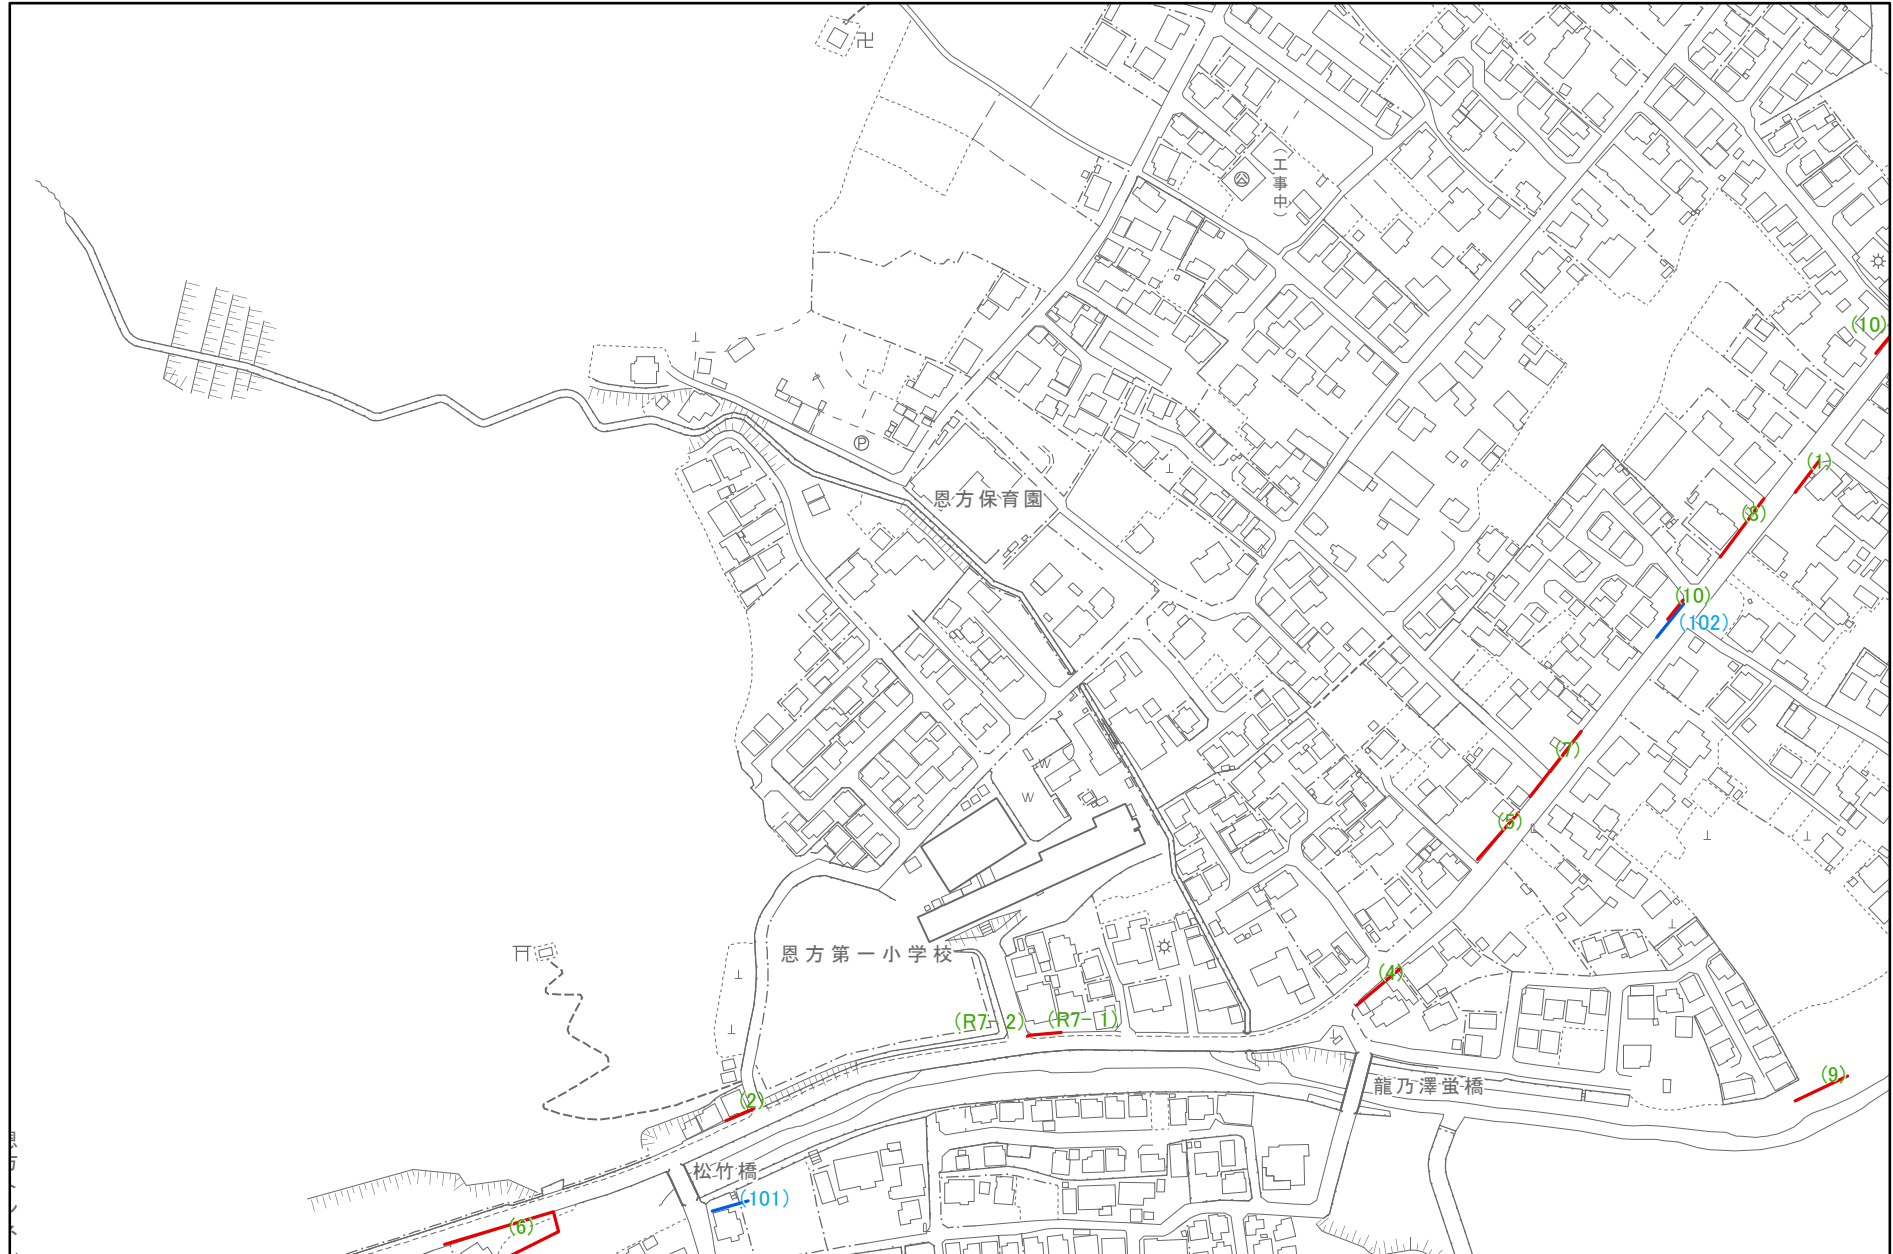 (工事中)
(10)
(1)
恩方保育園
(8)
(10)
(102)
(7)
(5)
恩方第一小学校
(4)
(R7-2)
(R7-1)
(9)
龍乃澤蛍橋
(2)
松竹橋
(101)
(6)